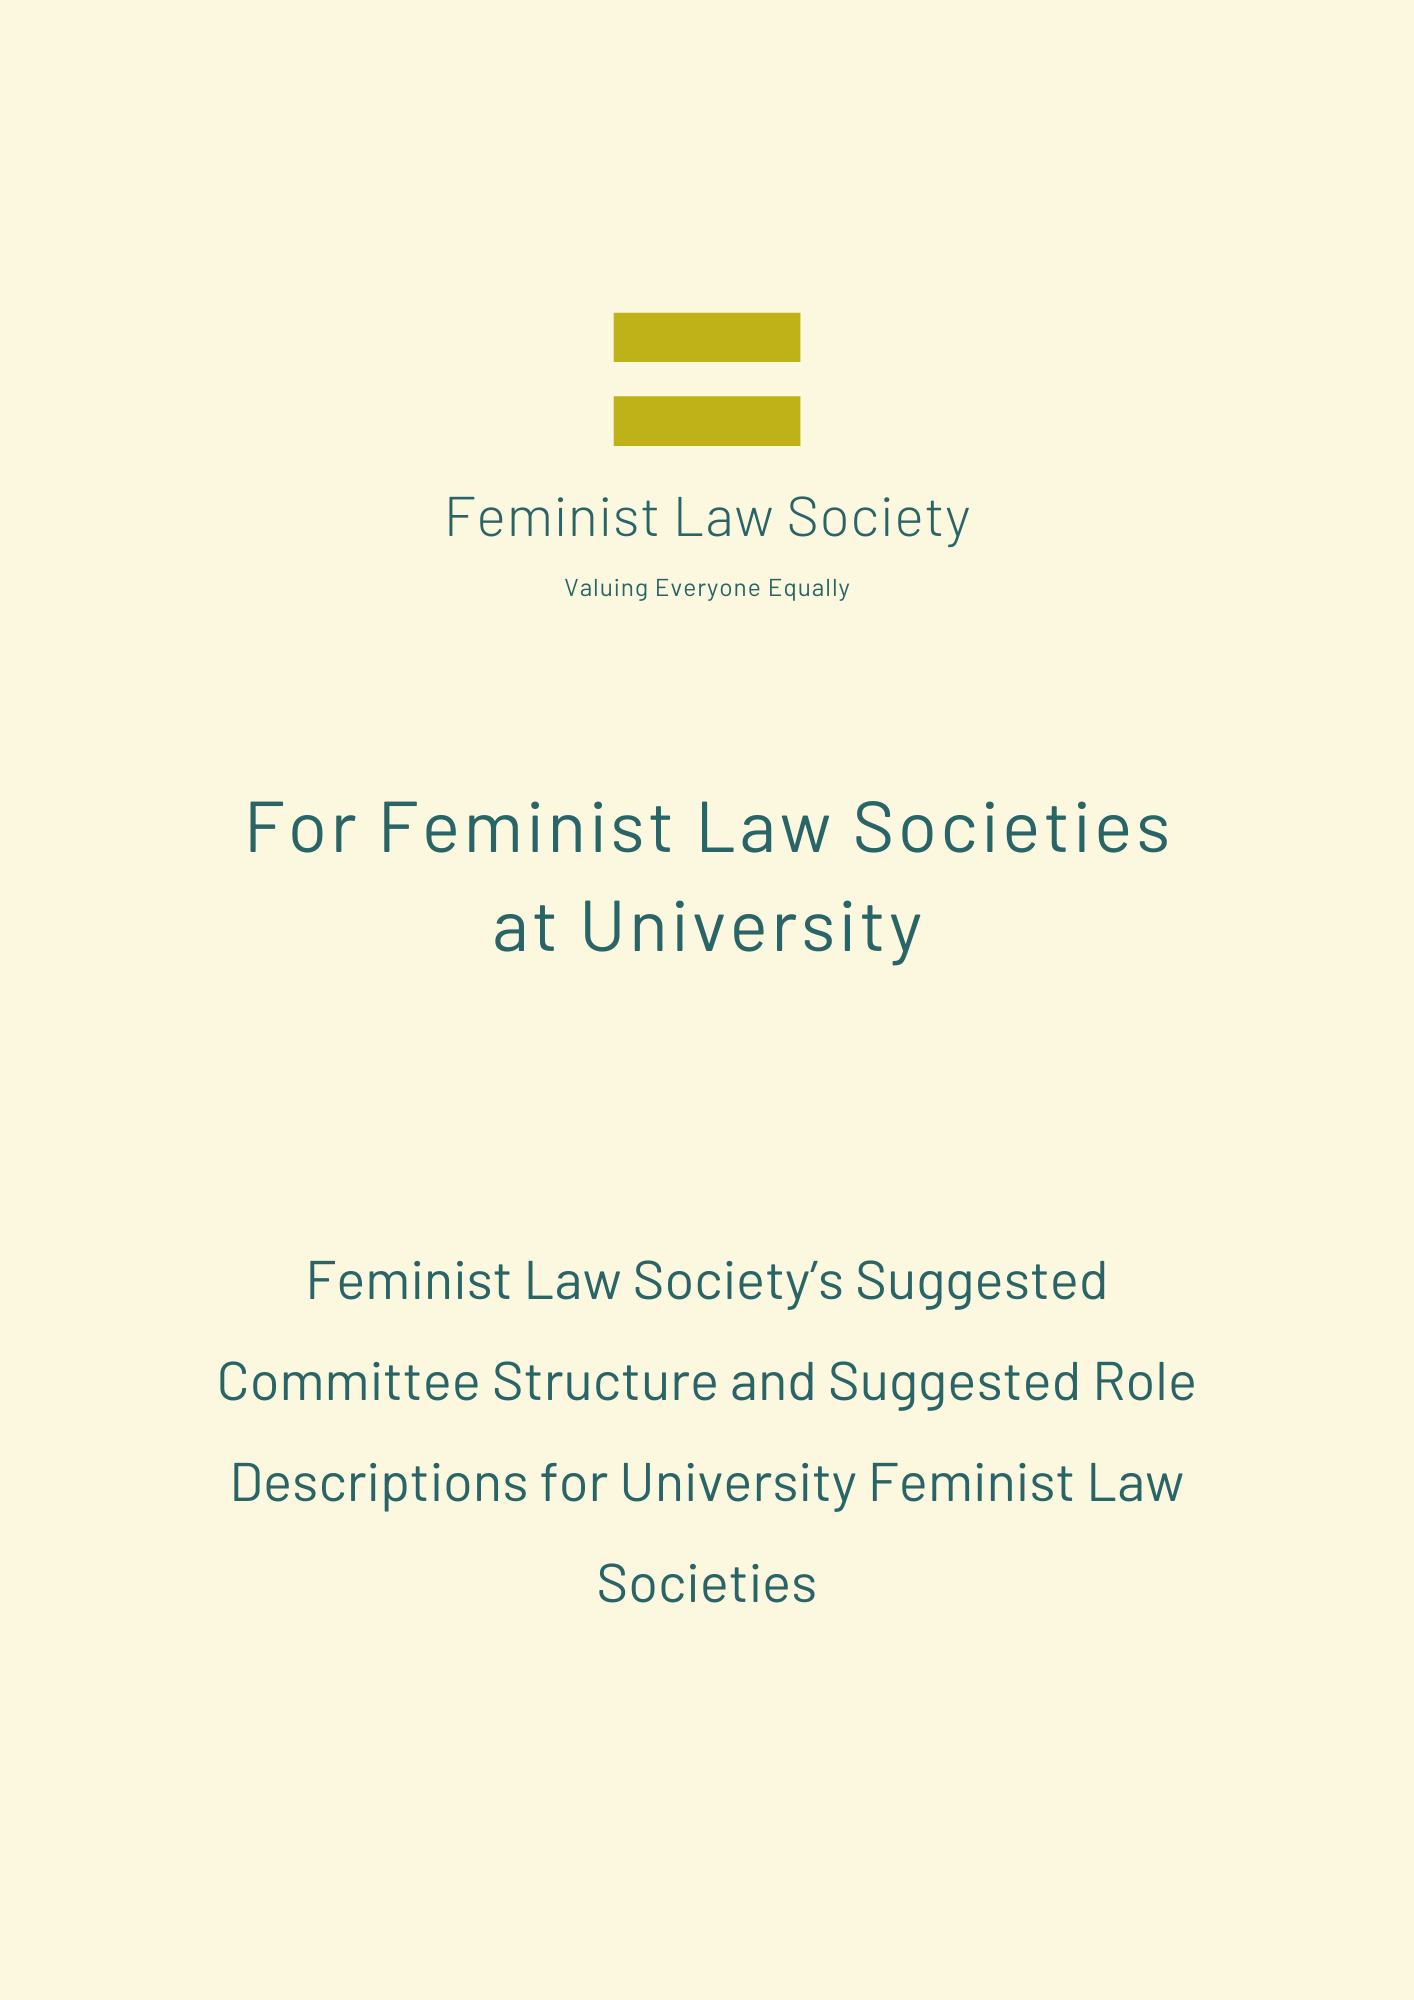 Feminist Law Society
Valuing Everyone Equally
For Feminist Law Societies
at University
Feminist Law Society’s Suggested
Committee Structure and Suggested Role
Descriptions for University Feminist Law
Societies